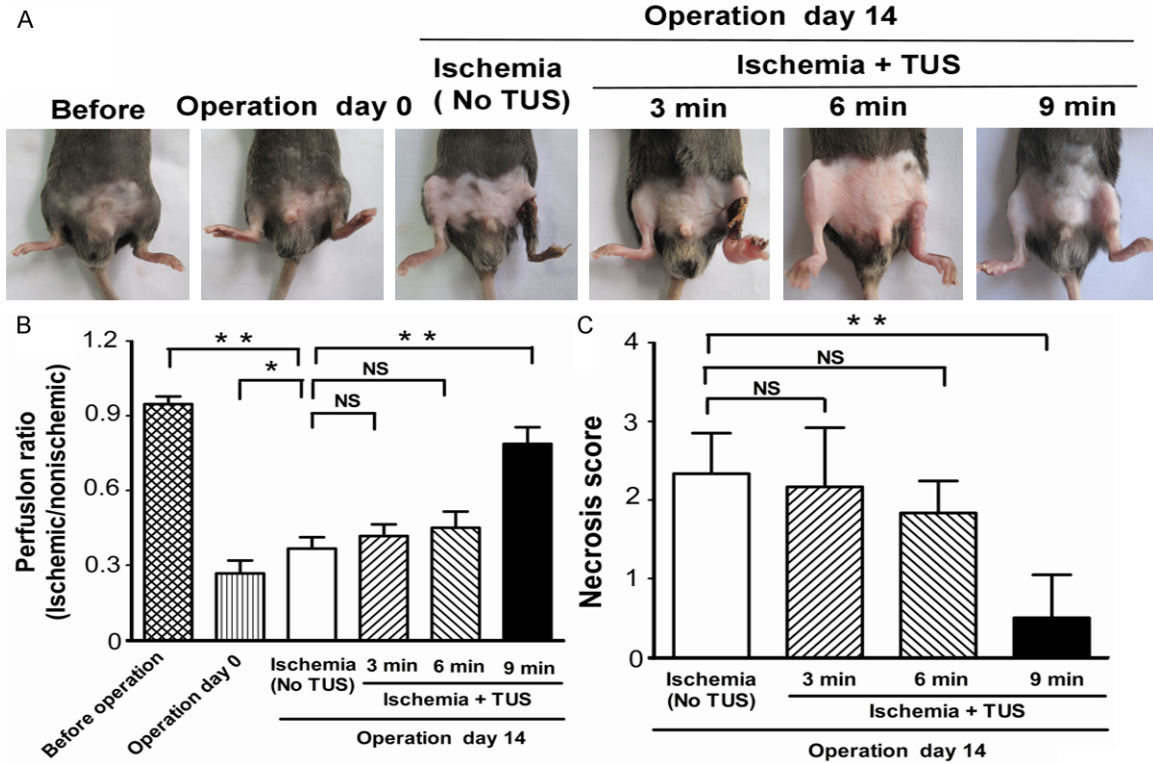 A
Operation day 14
Ischemia
( No TUS)
Ischemia + TUS
Before
Operation day 0
3 min
6 min
9 min
B
Perfusion ratio
(Ischemic/nonischemic)
1.2
0.9
0.6
0.3
0
* *
*
* *
NS
NS
Before operation
Operation day 0
Ischemia
(No TUS)
3 min
6 min
9 min
Ischemia + TUS
Operation day 14
C
Necrosis score
4
3
2
1
0
* *
NS
NS
Ischemia
(No TUS)
3 min
6 min
9 min
Ischemia + TUS
Operation day 14